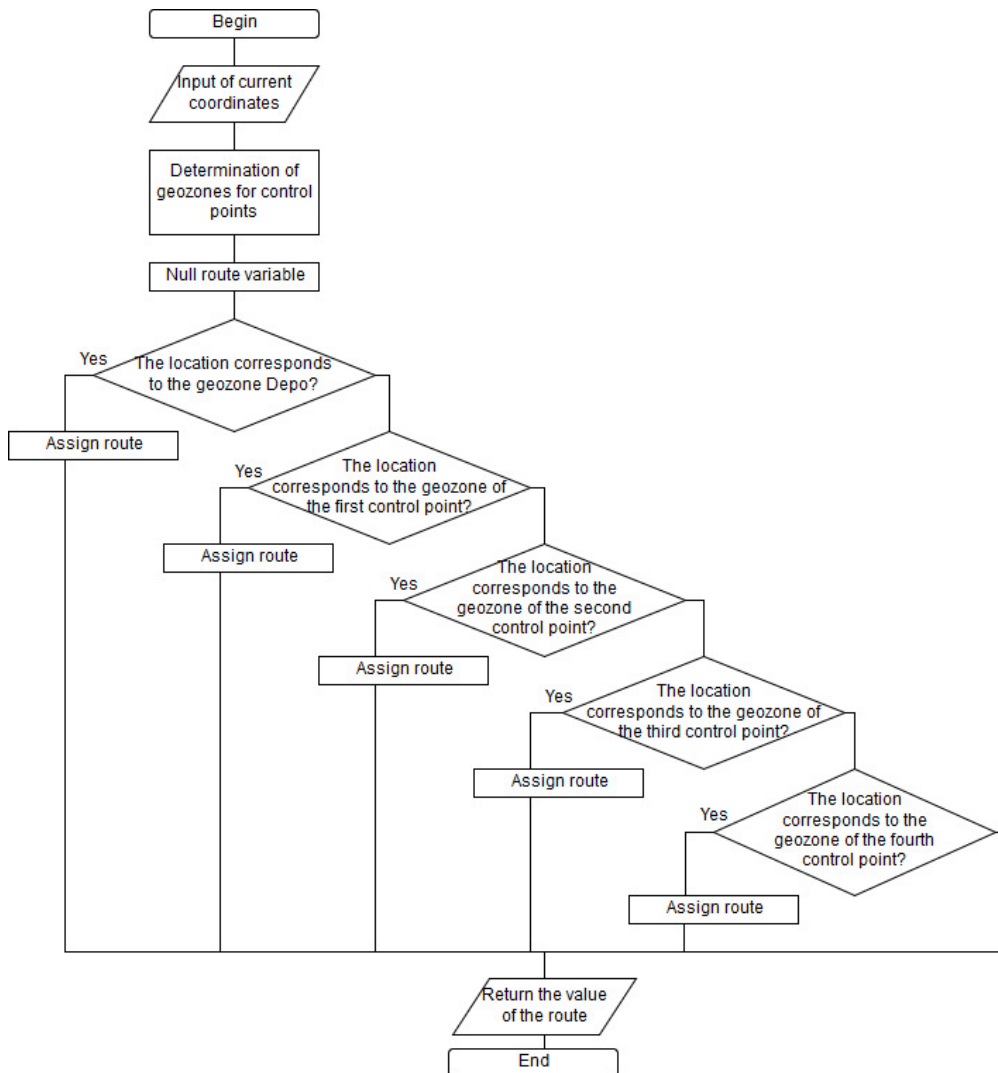 Begin
Input of current
coordinates
Determination of
geozones for control
points
Null route variable
Yes
The location corresponds
to the geozone Depo?
Assign route
Yes
The location
corresponds to the geozone of
the first control point?
Assign route
Yes
The location
corresponds to the
geozone of the second
control point?
Assign route
Yes
The location
corresponds to the geozone of
the third control point?
Assign route
Yes
The location
corresponds to the
geozone of the fourth
control point?
Assign route
Return the value
of the route
End